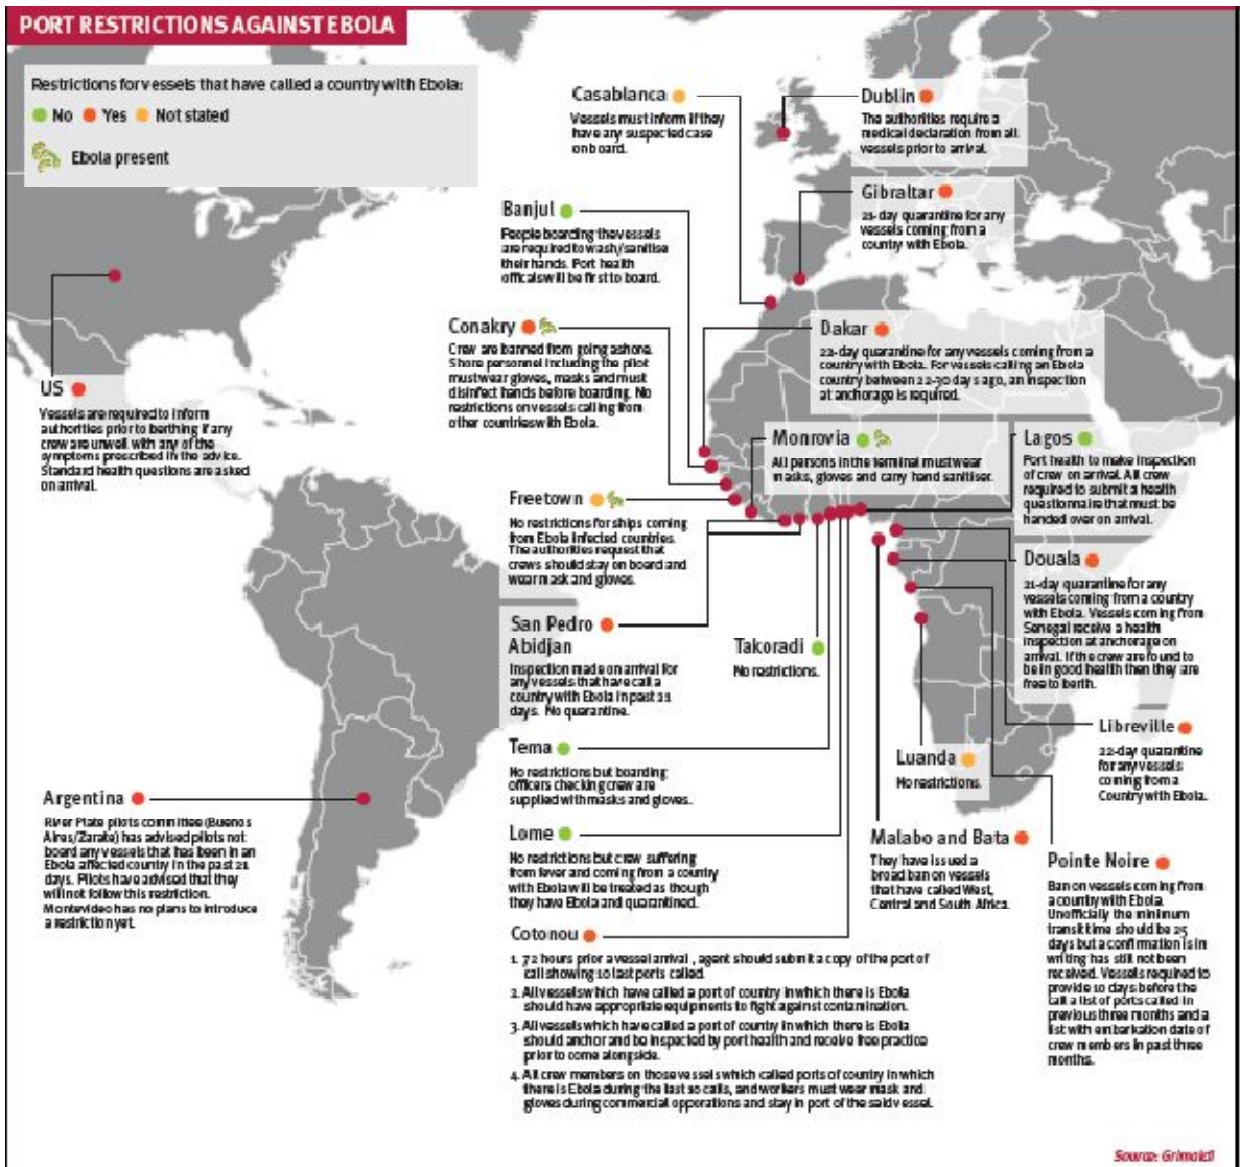 PORT RESTRICTIONS AGAINST EBOLA
Restrictions for vessels that have called a country with Ebola:
No Yes Not stated
Ebola present
Casablanca
Vessels must inform if they
have any suspected case
on board.
Dublin
The authorities require a
medical declaration from all
vessels prior to arrival.
Gibraltar
21-day quarantine for any
vessels coming from a
country with Ebola.
Banjul
People boarding the vessels
are required to wash/sanitise
their hands. Port health
officals will be first to board.
Conakry
Crew are banned from going ashore.
Shore personnel including the pilot
must wear gloves, masks and must
disinfect hands before boarding. No
restrictions on vessels calling from
other countries with Ebola.
Dakar
22-day quarantine for any vessels coming from a
country with Ebola. For vessels calling an Ebola
country between 22-30 days ago, an inspection
at anchorage is required.
US
Vessels are required to inform
authorities prior to berthing if any
crew are unwell with any of the
symptoms prescribed in the advice.
Standard health questions are asked
on arrival.
Monrovia
All persons in the terminal must wear
masks, gloves and carry hand sanitiser.
Lagos
Port health to make inspection
of crew on arrival. All crew
required to submit a health
questionnaire that must be
handed over on arrival.
Freetown
No restrictions for ships coming
from Ebola infected countries.
The authorities request that
crews should stay on board and
wear mask and gloves.
Douala
21-day quarantine for any
vessels coming from a country
with Ebola. Vessels coming from
Senegal receive a health
inspection at anchorage on
arrival. If the crew are found to
be in good health then they are
free to berth.
San Pedro
Abidjan
Inspection made on arrival for
any vessels that have call a
country with Ebola in past 21
days. No quarantine.
Takoradi
No restrictions.
Libreville
22-day quarantine
for any vessels
coming from a
Country with Ebola.
Tema
No restrictions but boarding
officers checking crew are
supplied with masks and gloves.
Luanda
No restrictions.
Argentina
River Plate pilots committee (Buenos
Aires/Zarate) has advised pilots not
board any vessels that has been in an
Ebola affected country in the past 21
days. Pilots have advised that they
will not follow this restriction.
Montevideo has no plans to introduce
a restriction yet.
Lome
No restrictions but crew suffering
from fever and coming from a country
with Ebola will be treated as though
they have Ebola and quarantined.
Malabo and Bata
They have issued a
broad ban on vessels
that have called West,
Central and South Africa.
Pointe Noire
Ban on vessels coming from
a country with Ebola.
Unofficially the minimum
transit time should be 25
days but a confirmation is in
writing has still not been
received. Vessels required to
provide 10 days before the
call a list of ports called in
previous three months and a
list with embarkation date of
crew members in past three
months.
Cotonou
1. 72 hours prior a vessel arrival, agent should submit a copy of the port of
call showing 10 last ports called.
2. All vessels which have called a port of country in which there is Ebola
should have appropriate equipments to fight against contamination.
3. All vessels which have called a port of country in which there is Ebola
should anchor and be inspected by port health and receive free practice
prior to come alongside.
4. All crew members on those vessels which called ports of country in which
there is Ebola during the last 10 calls, and workers must wear mask and
gloves during commercial opporations and stay in port of the said vessel.
Source: Grimaldi